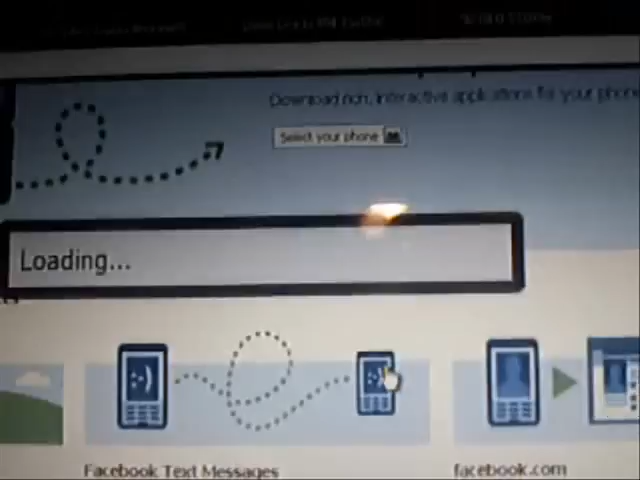 Download rich, interactive applications for your phone
Select your phone
Loading...
Facebook Text Messages
facebook.com